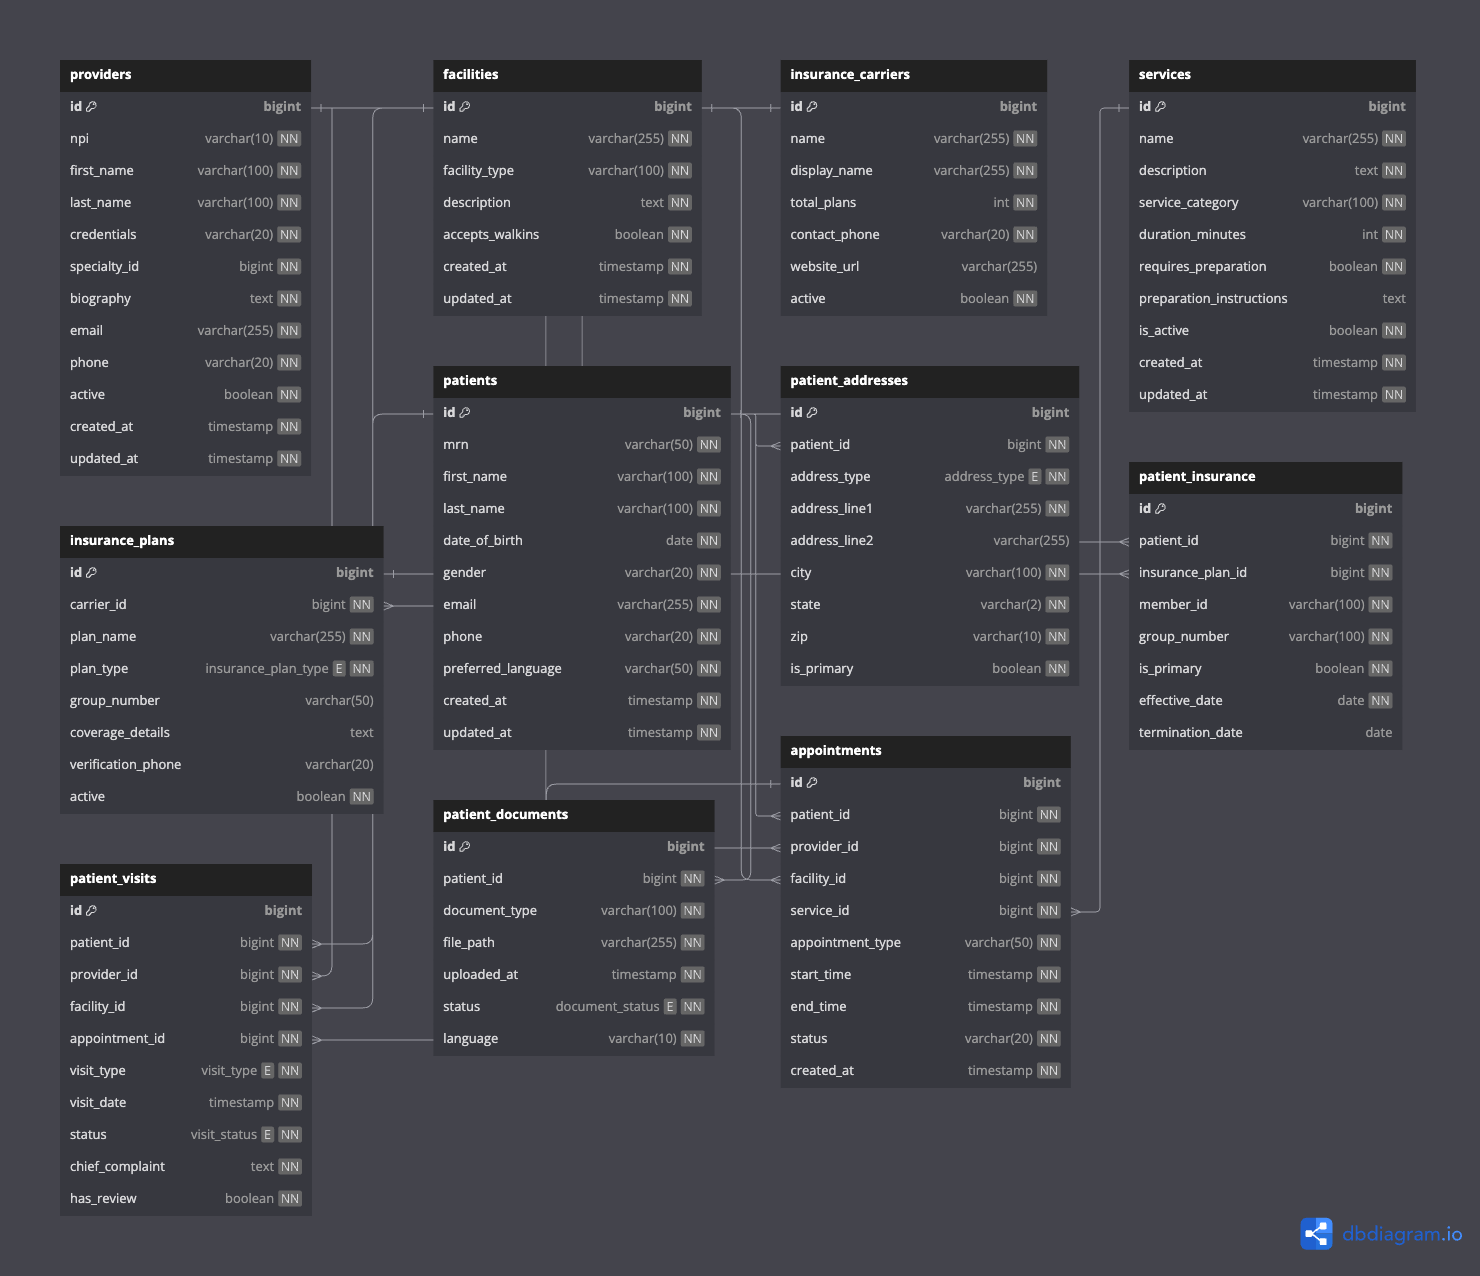 providers
id bigint
npi varchar(10) NN
first_name varchar(100) NN
last_name varchar(100) NN
credentials varchar(20) NN
specialty_id bigint NN
biography text NN
email varchar(255) NN
phone varchar(20) NN
active boolean NN
created_at timestamp NN
updated_at timestamp NN
facilities
id bigint
name varchar(255) NN
facility_type varchar(100) NN
description text NN
accepts_walkins boolean NN
created_at timestamp NN
updated_at timestamp NN
insurance_carriers
id bigint
name varchar(255) NN
display_name varchar(255) NN
total_plans int NN
contact_phone varchar(20) NN
website_url varchar(255)
active boolean NN
services
id bigint
name varchar(255) NN
description text NN
service_category varchar(100) NN
duration_minutes int NN
requires_preparation boolean NN
preparation_instructions text
is_active boolean NN
created_at timestamp NN
updated_at timestamp NN
patients
id bigint
mrn varchar(50) NN
first_name varchar(100) NN
last_name varchar(100) NN
date_of_birth date NN
gender varchar(20) NN
email varchar(255) NN
phone varchar(20) NN
preferred_language varchar(50) NN
created_at timestamp NN
updated_at timestamp NN
patient_addresses
id bigint
patient_id bigint NN
address_type address_type E NN
address_line1 varchar(255) NN
address_line2 varchar(255)
city varchar(100) NN
state varchar(2) NN
zip varchar(10) NN
is_primary boolean NN
patient_insurance
id bigint
patient_id bigint NN
insurance_plan_id bigint NN
member_id varchar(100) NN
group_number varchar(100) NN
is_primary boolean NN
effective_date date NN
termination_date date
insurance_plans
id bigint
carrier_id bigint NN
plan_name varchar(255) NN
plan_type insurance_plan_type E NN
group_number varchar(50)
coverage_details text
verification_phone varchar(20)
active boolean NN
appointments
id bigint
patient_id bigint NN
provider_id bigint NN
facility_id bigint NN
service_id bigint NN
appointment_type varchar(50) NN
start_time timestamp NN
end_time timestamp NN
status varchar(20) NN
created_at timestamp NN
patient_documents
id bigint
patient_id bigint NN
document_type varchar(100) NN
file_path varchar(255) NN
uploaded_at timestamp NN
status document_status E NN
language varchar(10) NN
patient_visits
id bigint
patient_id bigint NN
provider_id bigint NN
facility_id bigint NN
appointment_id bigint NN
visit_type visit_type E NN
visit_date timestamp NN
status visit_status E NN
chief_complaint text NN
has_review boolean NN
dbdiagram.io